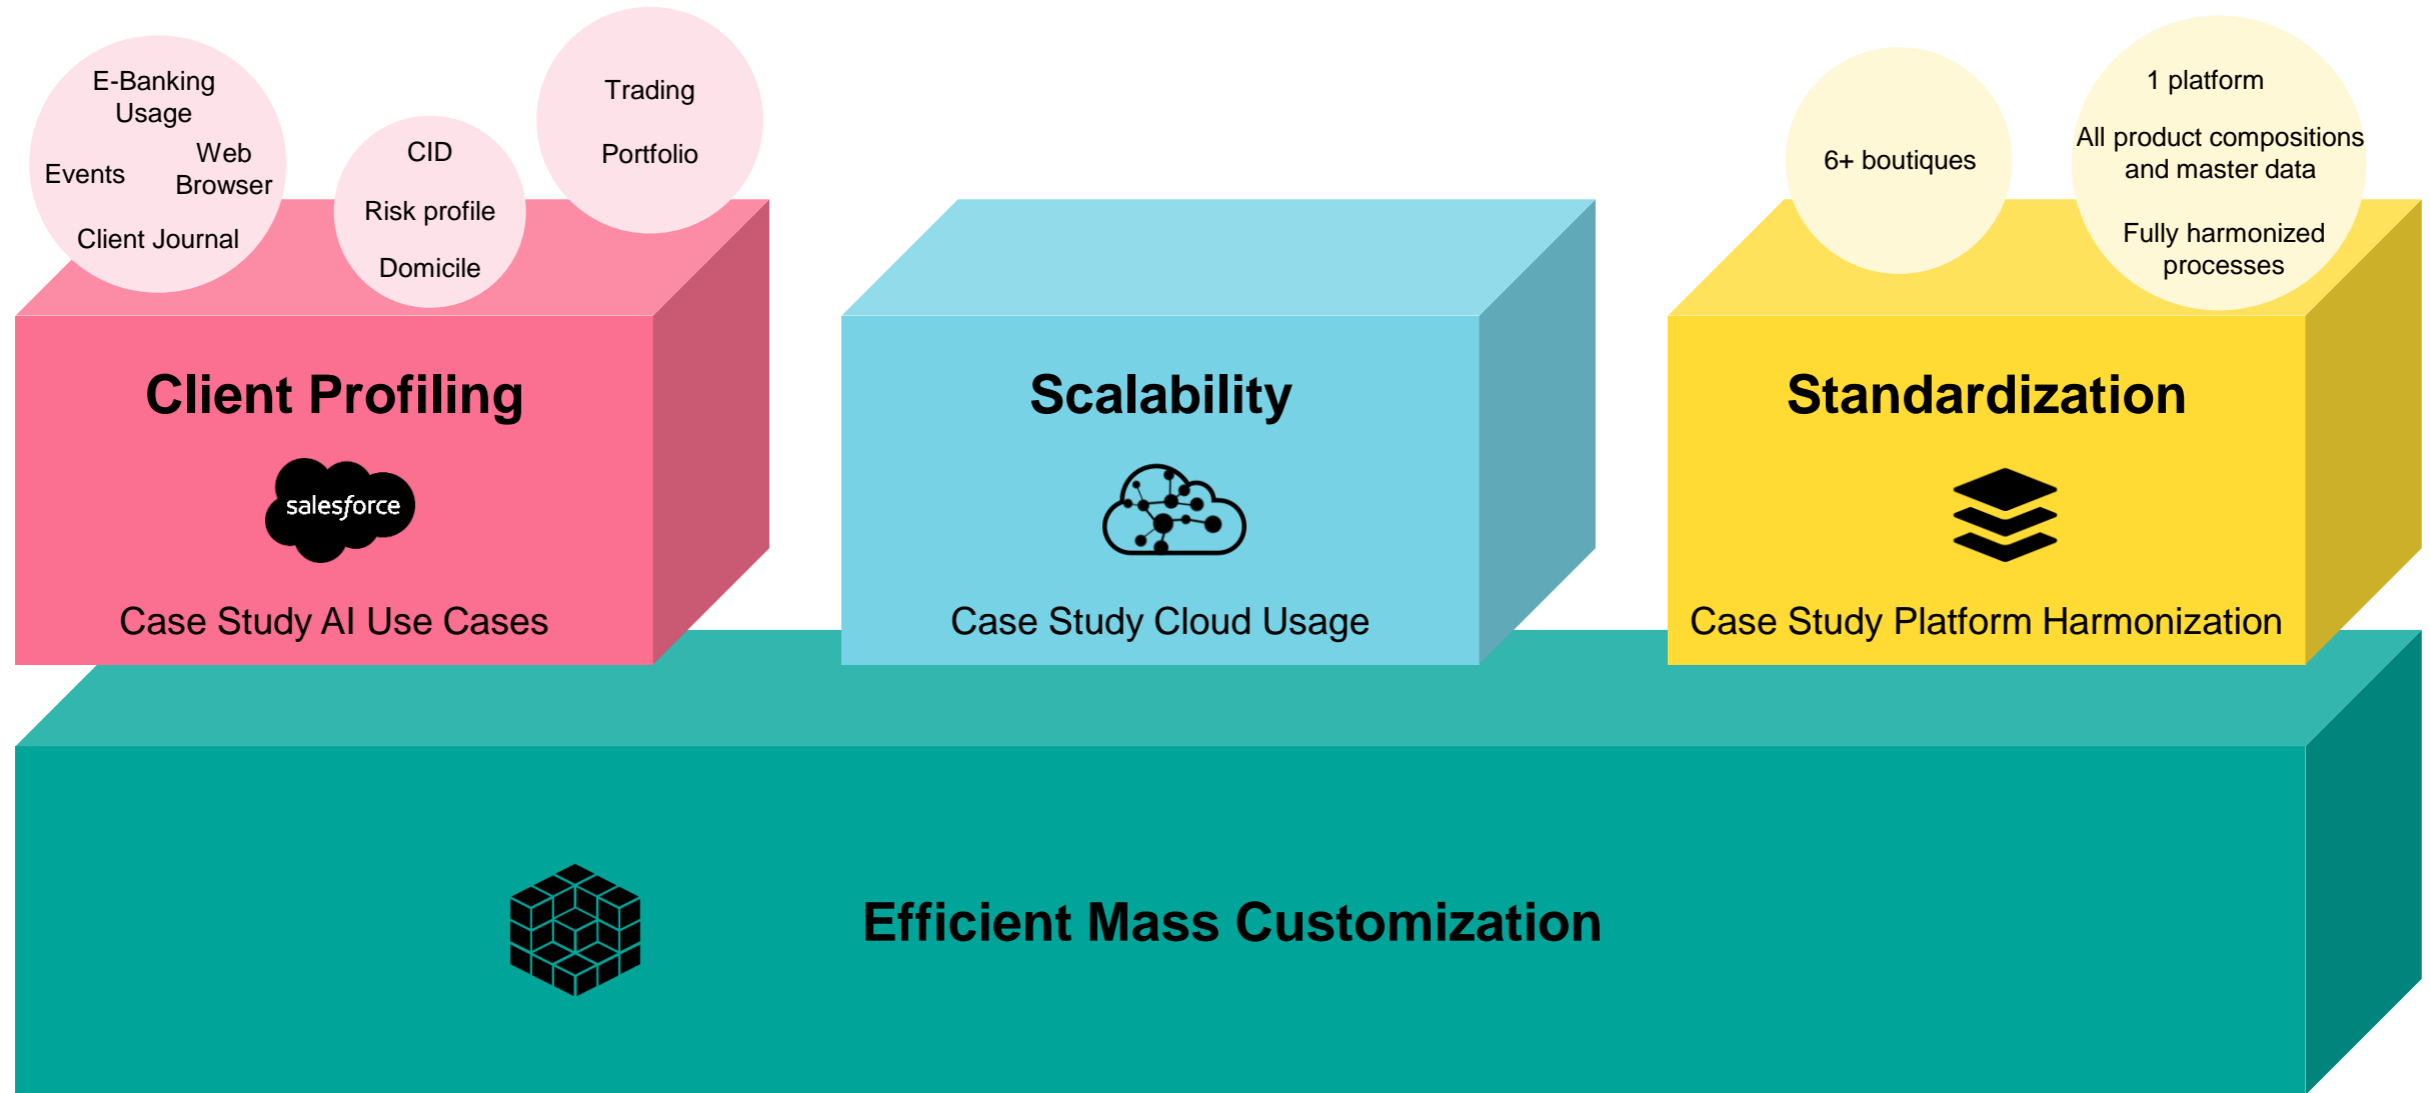 E-Banking
Usage
Events
Web
Browser
Client Journal
CID
Risk profile
Domicile
Trading
Portfolio
6+ boutiques
1 platform
All product compositions
and master data
Fully harmonized
processes
Client Profiling
salesforce
Case Study AI Use Cases
Scalability
Case Study Cloud Usage
Standardization
Case Study Platform Harmonization
Efficient Mass Customization